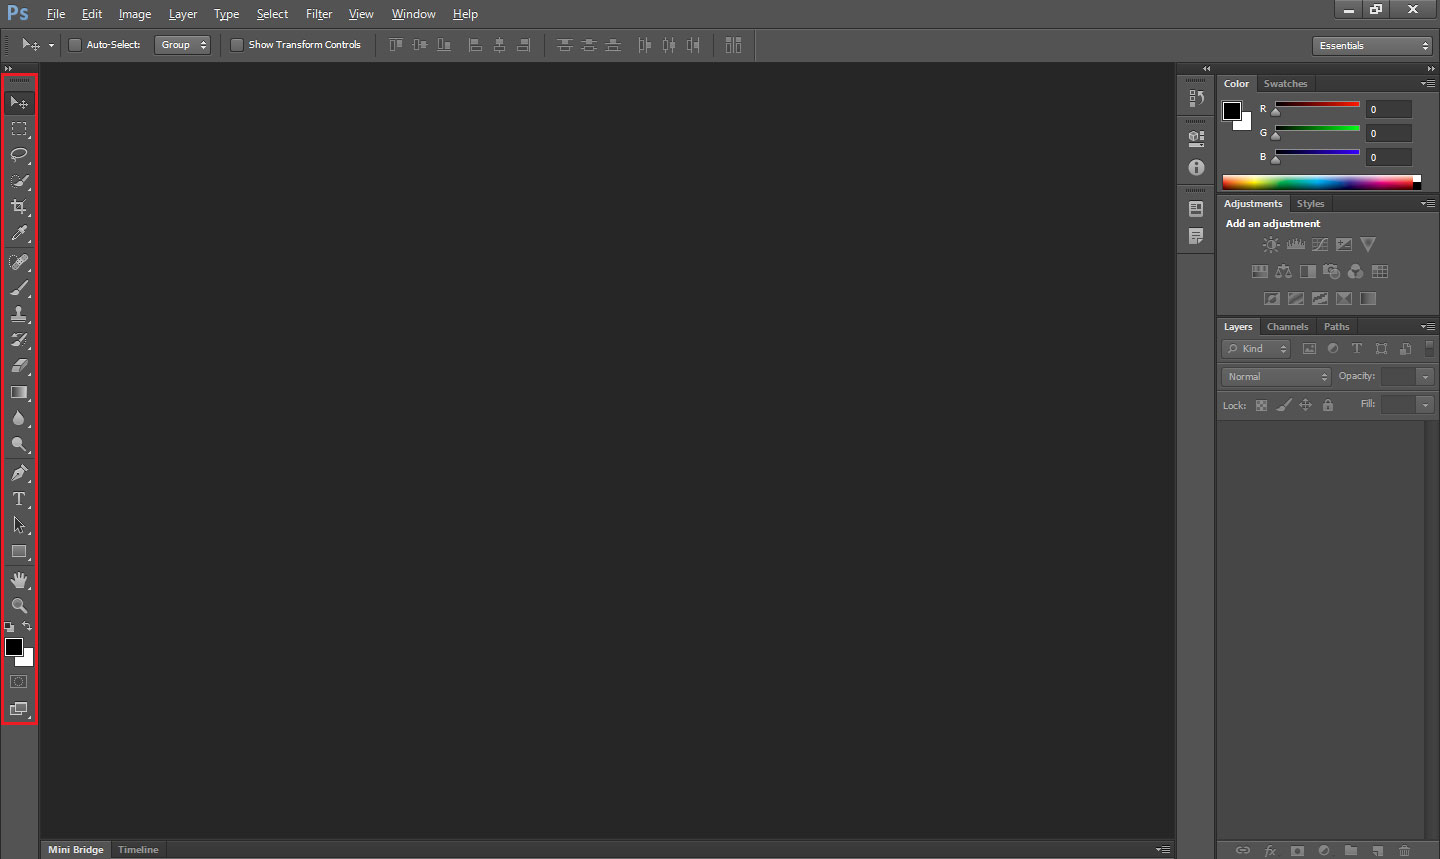 Ps File Edit Image Layer Type Select Filter View Window Help
Auto-Select: Group Show Transform Controls Essentials
Color Swatches
R 0
G 0
B 0
Adjustments Styles
Add an adjustment
Layers Channels Paths
Kind T
Normal Opacity:
Lock: Fill:
T
fx
Mini Bridge Timeline